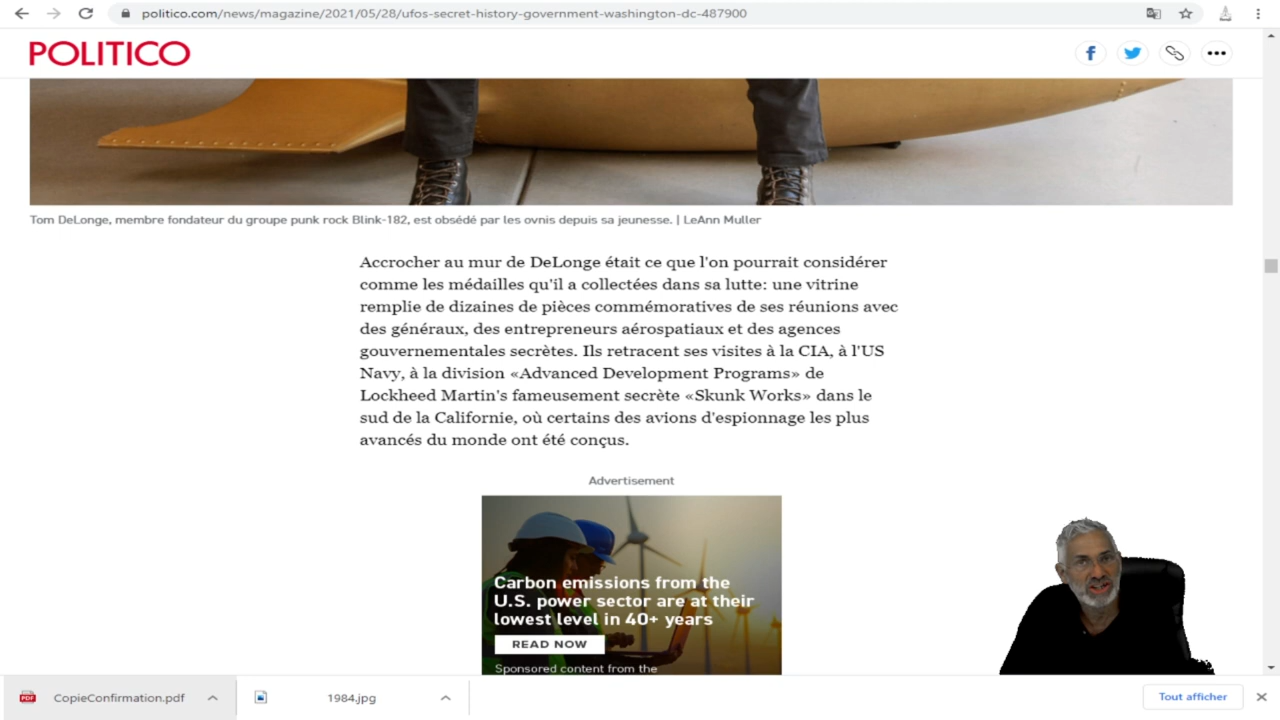 politico.com/news/magazine/2021/05/28/ufos-secret-history-government-washington-dc-487900
POLITICO
Tom DeLonge, membre fondateur du groupe punk rock Blink-182, est obsédé par les ovnis depuis sa jeunesse. | LeAnn Muller
Accrocher au mur de DeLonge était ce que l'on pourrait considérer
comme les médailles qu'il a collectées dans sa lutte: une vitrine
remplie de dizaines de pièces commémoratives de ses réunions avec
des généraux, des entrepreneurs aérospatiaux et des agences
gouvernementales secrètes. Ils retracent ses visites à la CIA, à l'US
Navy, à la division «Advanced Development Programs» de
Lockheed Martin's fameusement secrète «Skunk Works» dans le
sud de la Californie, où certains des avions d'espionnage les plus
avancés du monde ont été conçus.
Advertisement
Carbon emissions from the
U.S. power sector are at their
lowest level in 40+ years
READ NOW
Sponsored content from the
PDF CopieConfirmation.pdf
1984.jpg
Tout afficher